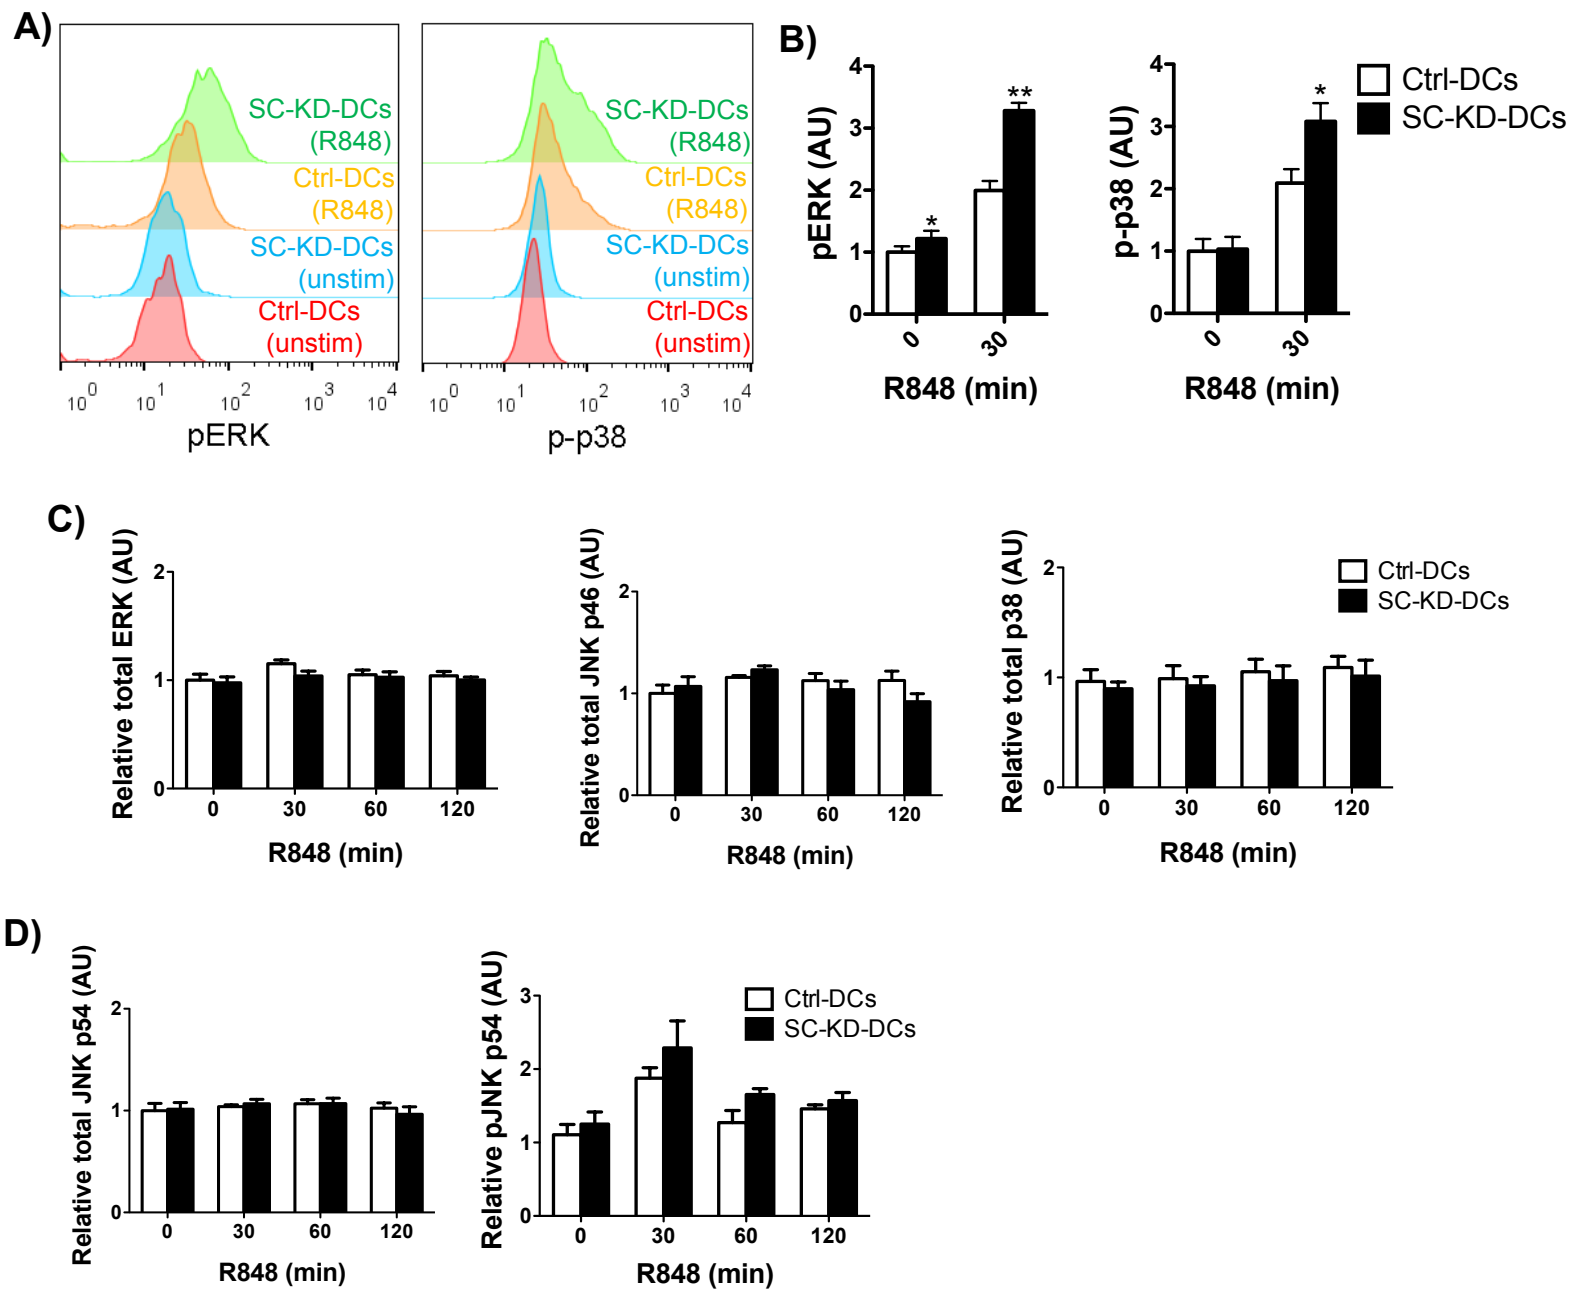 A)
SC-KD-DCs
(R848)
Ctrl-DCs
(R848)
SC-KD-DCs
(unstim)
Ctrl-DCs
(unstim)
10^0 10^1 10^2 10^3 10^4
pERK
SC-KD-DCs
(R848)
Ctrl-DCs
(R848)
SC-KD-DCs
(unstim)
Ctrl-DCs
(unstim)
10^0 10^1 10^2 10^3 10^4
p-p38
B)
pERK (AU)
4
3
2
1
0
*
**
0 30
R848 (min)
p-p38 (AU)
4
3
2
1
0
*
0 30
R848 (min)
Ctrl-DCs
SC-KD-DCs
C)
Relative total ERK (AU)
2
1
0
0 30 60 120
R848 (min)
Relative total JNK p46 (AU)
2
1
0
0 30 60 120
R848 (min)
Relative total p38 (AU)
2
1
0
0 30 60 120
R848 (min)
Ctrl-DCs
SC-KD-DCs
D)
Relative total JNK p54 (AU)
2
1
0
0 30 60 120
R848 (min)
Relative pJNK p54 (AU)
3
2
1
0
0 30 60 120
R848 (min)
Ctrl-DCs
SC-KD-DCs